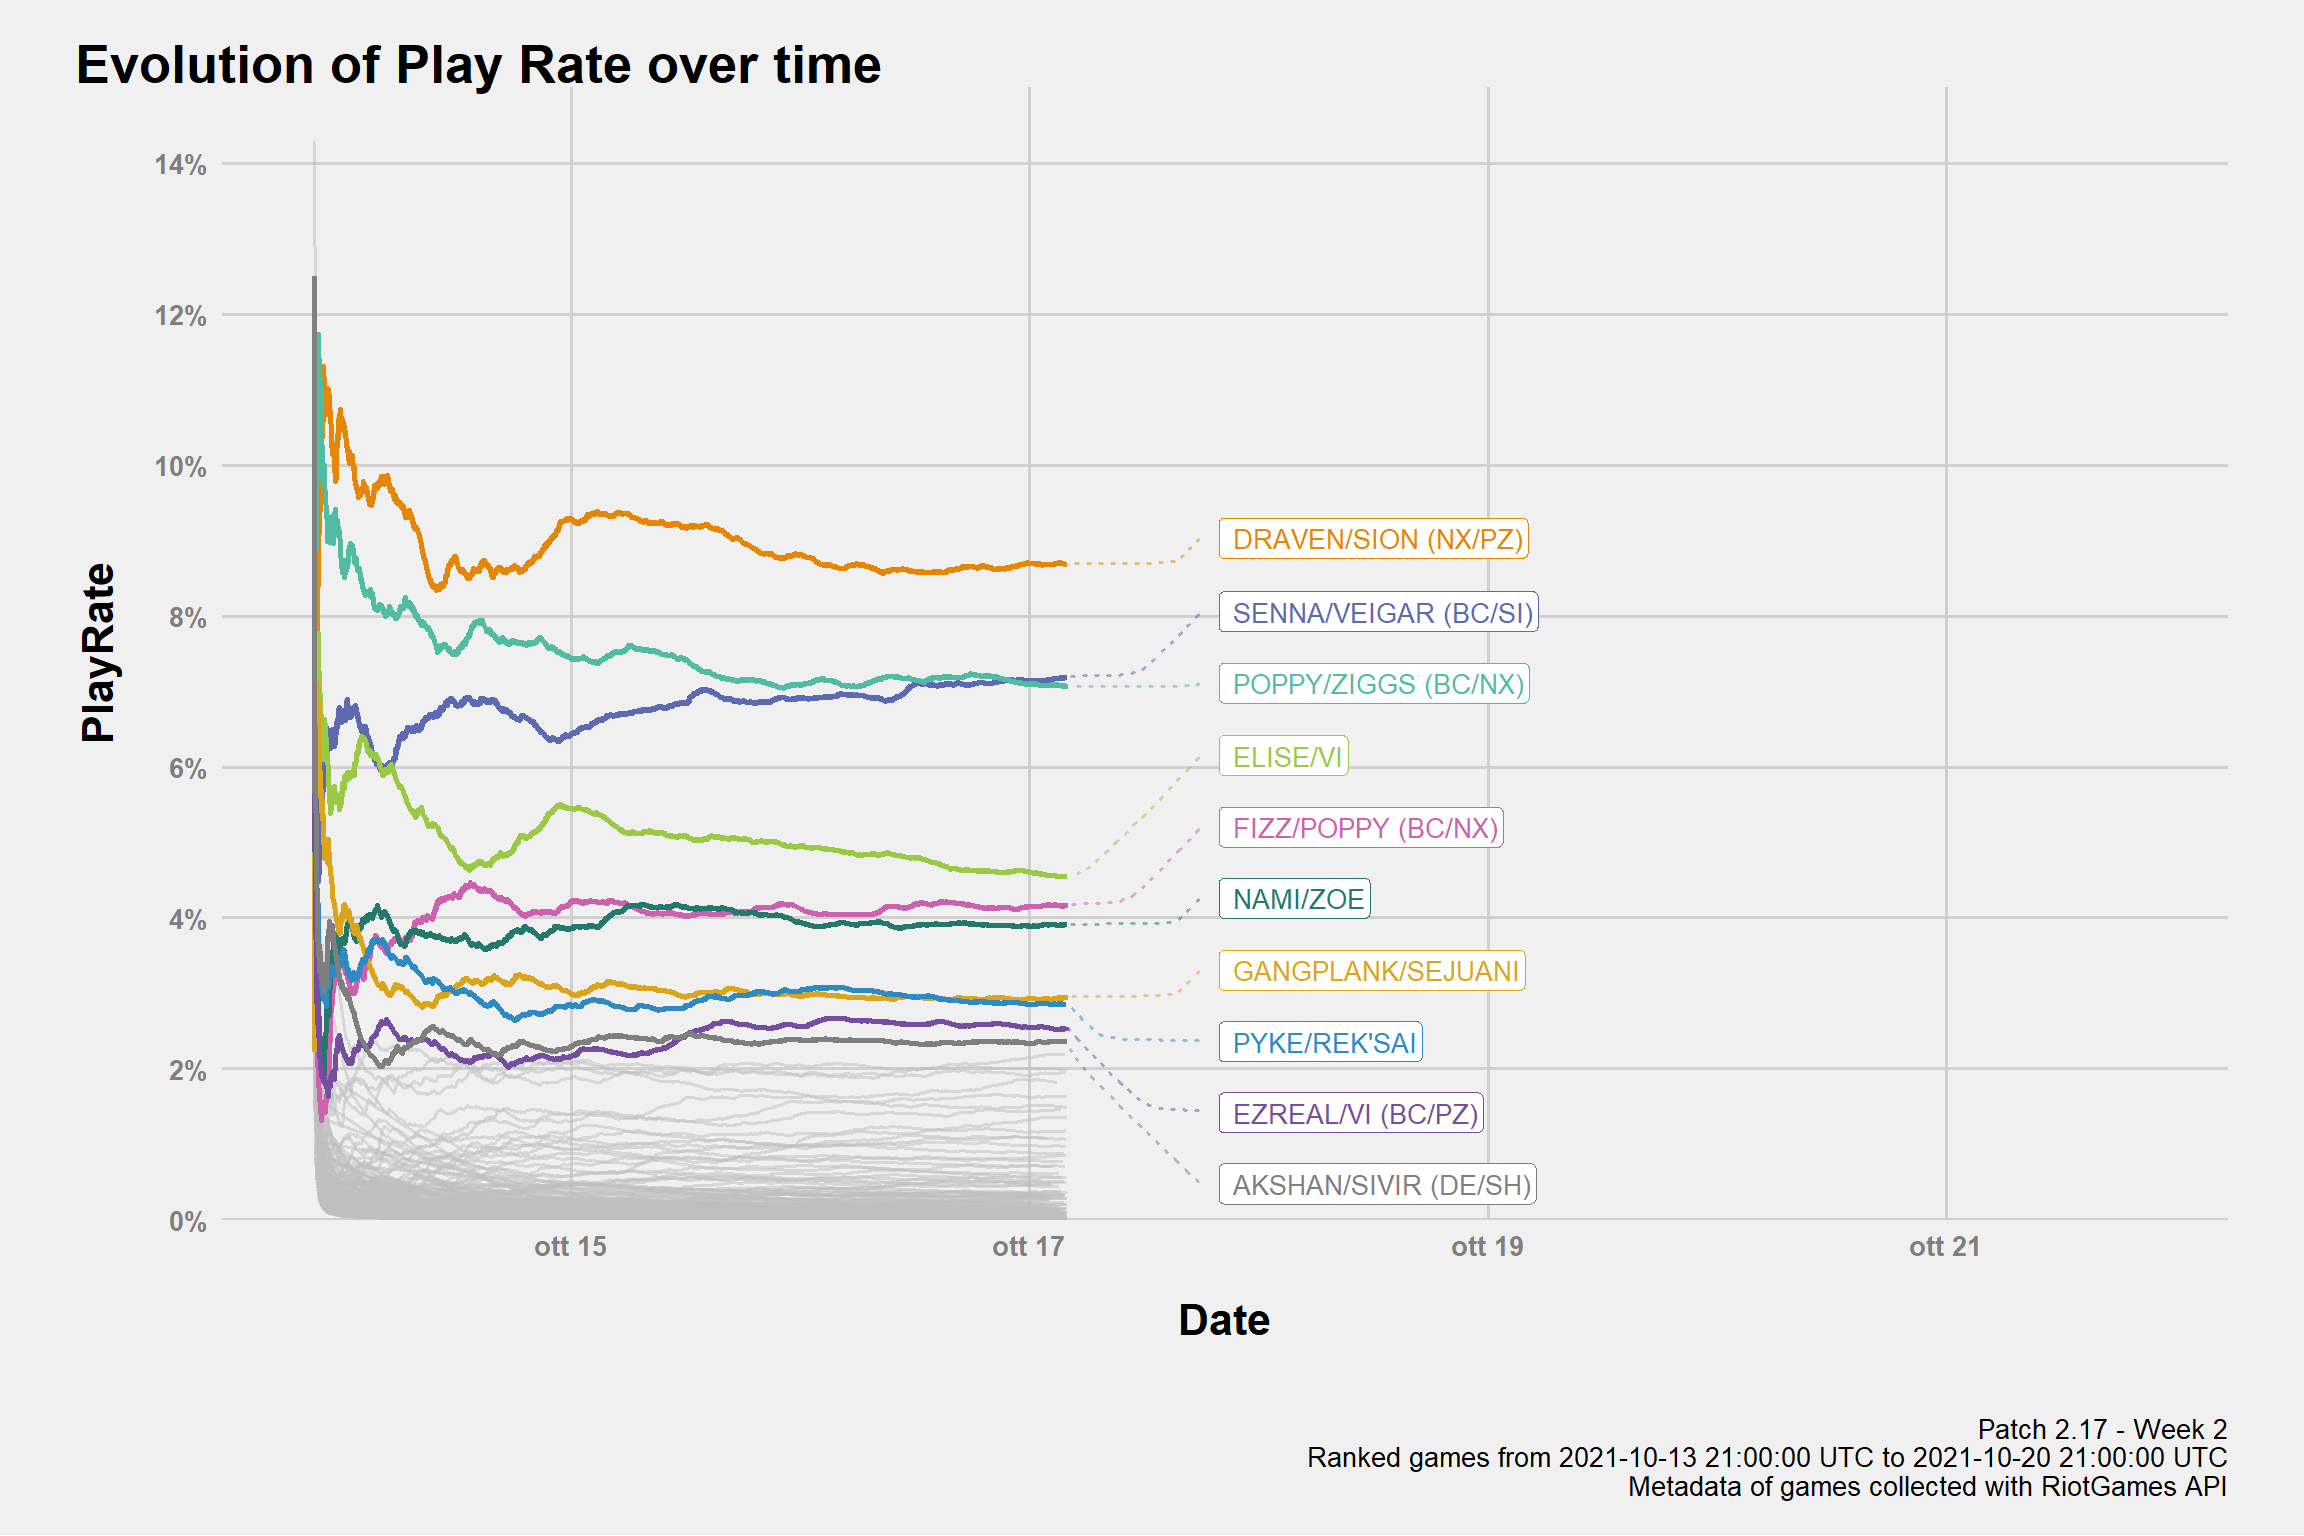 Evolution of Play Rate over time
PlayRate
14%
12%
10%
8%
6%
4%
2%
0%
DRAVEN/SION (NX/PZ)
SENNA/VEIGAR (BC/SI)
POPPY/ZIGGS (BC/NX)
ELISE/VI
FIZZ/POPPY (BC/NX)
NAMI/ZOE
GANGPLANK/SEJUANI
PYKE/REK'SAI
EZREAL/VI (BC/PZ)
AKSHAN/SIVIR (DE/SH)
ott 15
ott 17
ott 19
ott 21
Date
Patch 2.17 - Week 2
Ranked games from 2021-10-13 21:00:00 UTC to 2021-10-20 21:00:00 UTC
Metadata of games collected with RiotGames API